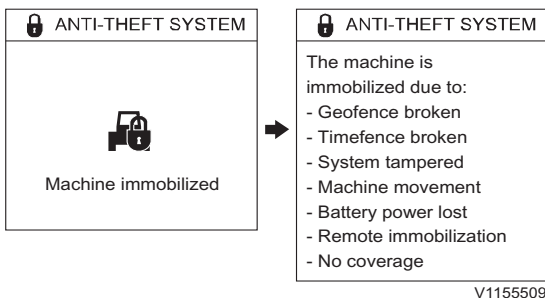 ANTI-THEFT SYSTEM
Machine immobilized
ANTI-THEFT SYSTEM
The machine is
immobilized due to:
- Geofence broken
- Timefence broken
- System tampered
- Machine movement
- Battery power lost
- Remote immobilization
- No coverage
V1155509